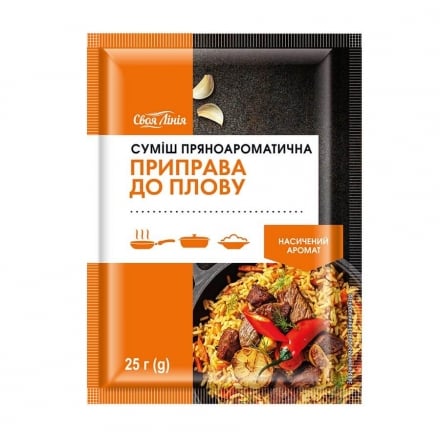 Своя Лінія
СУМІШ ПРЯНОАРОМАТИЧНА
ПРИПРАВА
ДО ПЛОВУ
НАСИЧЕНИЙ
АРОМАТ
25 г (g)